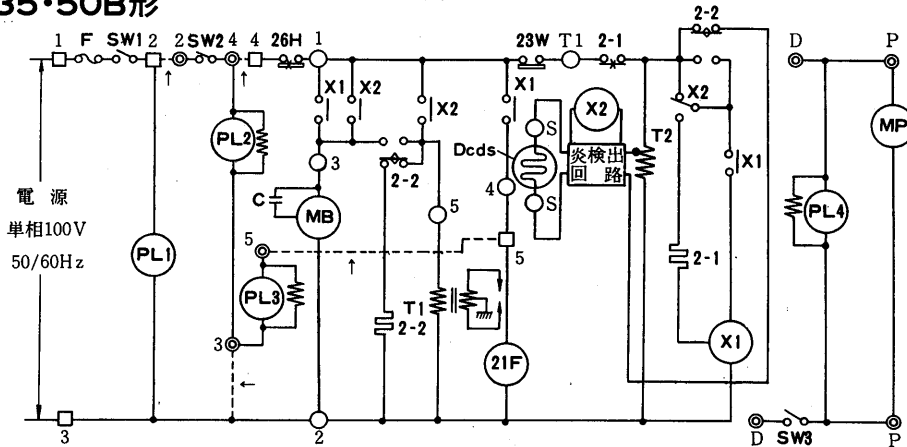 35・50B形
1 F SW1 2 2 SW2 4 4 26H 1 23W T1 2-1 2-2 D P
X1 X2 X2 X1 X2 X2 T2 X1
PL2 3 Dcds S 炎検出回路 MP
C MB 2-2 5 4 S PL4
電源
単相100V
50/60Hz
PL1 5 5 2-1
PL3 T1 2-2 X1
3 21F
3 2 D SW3 P